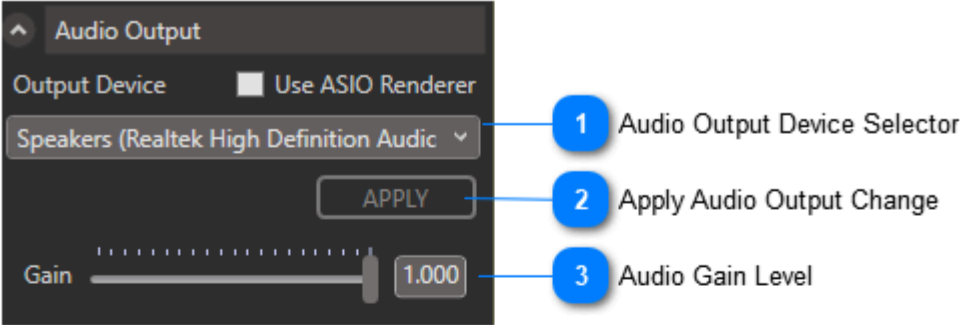 Audio Output
Output Device Use ASIO Renderer
Speakers (Realtek High Definition Audic
1 Audio Output Device Selector
APPLY
2 Apply Audio Output Change
Gain 1.000
3 Audio Gain Level